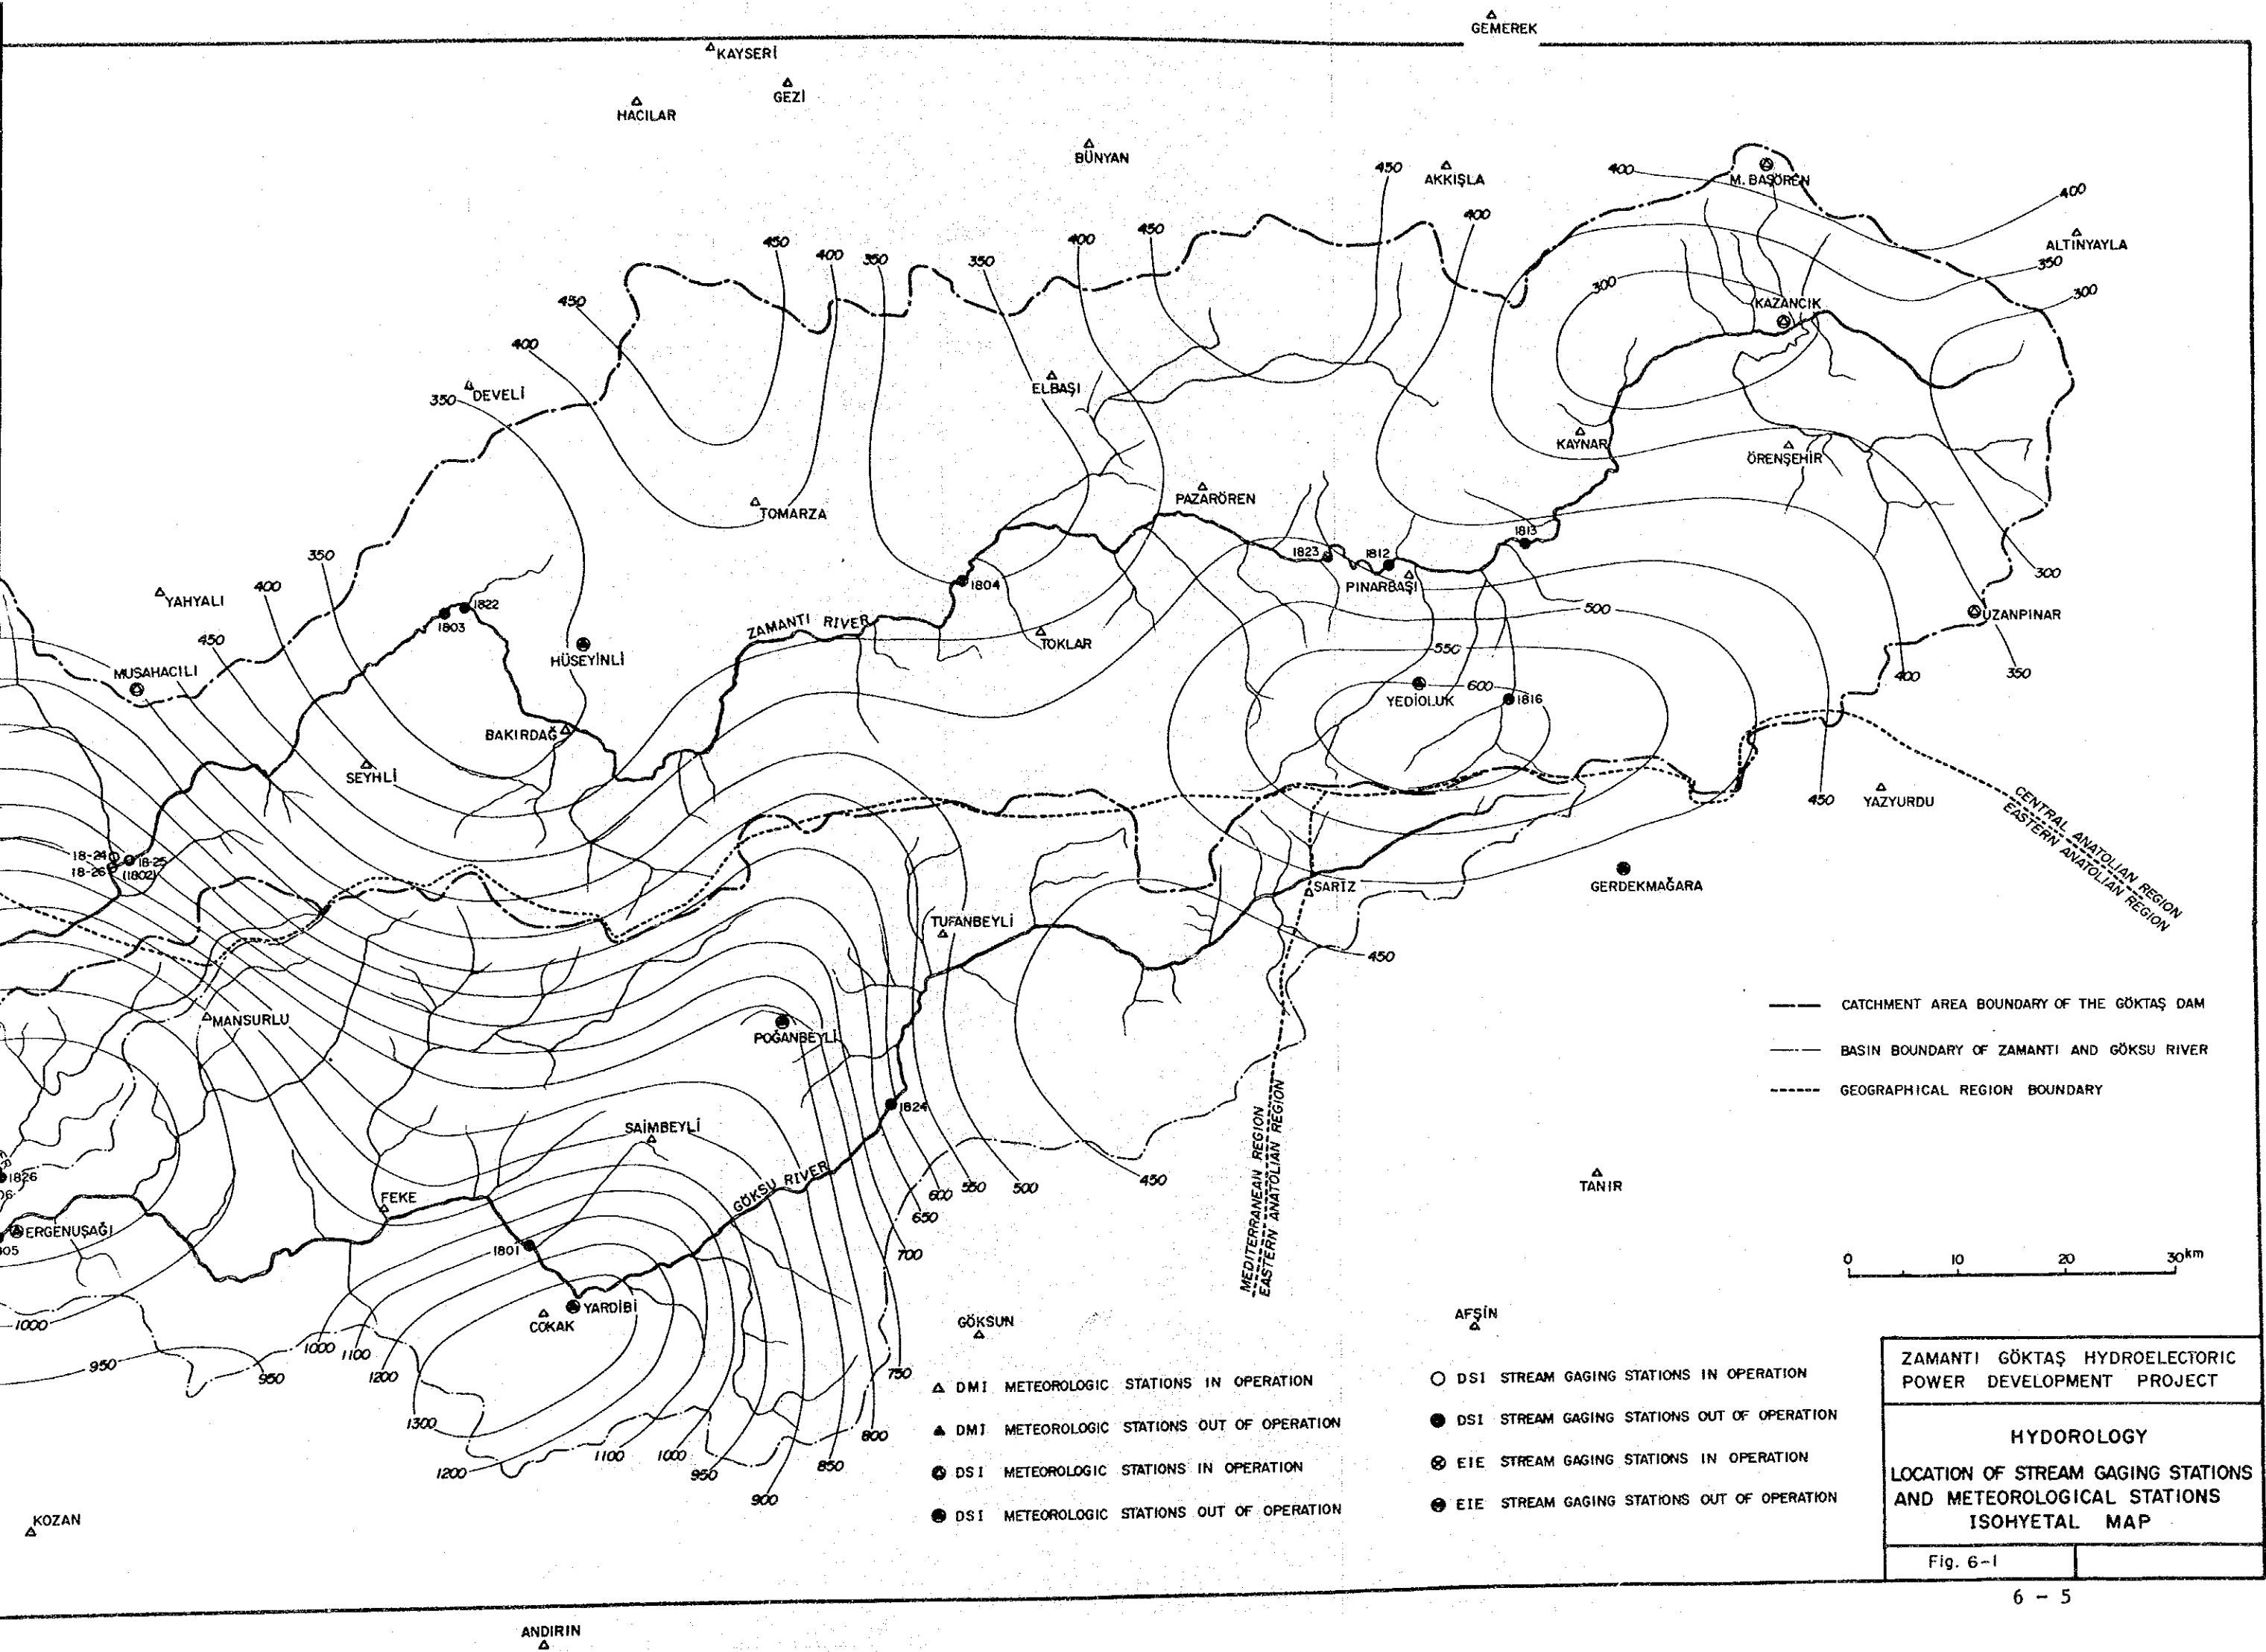 GEMEREK
KAYSERİ
GEZİ
HACILAR
BÜNYAN
AKKIŞLA
M. BAŞÖREN
ALTINYAYLA
450
400
400
400
450
400
350
350
400
450
350
300
300
450
400
350
KAZANCIK
DEVELİ
ELBAŞI
KAYNAR
ÖRENŞEHİR
TOMARZA
PAZARÖREN
1813
1823
1812
PINARBAŞI
350
400
450
YAHYALI
1822
1803
1804
HÜSEYİNLİ
ZAMANTI RIVER
TOKLAR
500
550
600
300
UZANPINAR
MUSAHACILI
YEDİOLUK
1816
400
350
BAKIRDAĞ
SEYHLİ
450
YAZYURDU
CENTRAL ANATOLIAN REGION
EASTERN ANATOLIAN REGION
18-24
18-25
18-26
(1802)
SARIZ
GERDEKMAĞARA
TUFANBEYLİ
450
MANSURLU
POĞANBEYLİ
CATCHMENT AREA BOUNDARY OF THE GÖKTAŞ DAM
BASIN BOUNDARY OF ZAMANTI AND GÖKSU RIVER
GEOGRAPHICAL REGION BOUNDARY
1824
SAİMBEYLİ
MEDITERRANEAN REGION
EASTERN ANATOLIAN REGION
1826
06
FEKE
GÖKSU RIVER
600
550
500
450
650
700
TANIR
ERGENUŞAĞI
05
1801
0 10 20 30km
YARDİBİ
COKAK
GÖKSUN
AFŞİN
1000
950
950
1000
1100
1200
1300
1200
1100
1000
950
900
850
800
750
DMI METEOROLOGIC STATIONS IN OPERATION
DMI METEOROLOGIC STATIONS OUT OF OPERATION
DSI METEOROLOGIC STATIONS IN OPERATION
DSI METEOROLOGIC STATIONS OUT OF OPERATION
DSI STREAM GAGING STATIONS IN OPERATION
DSI STREAM GAGING STATIONS OUT OF OPERATION
EIE STREAM GAGING STATIONS IN OPERATION
EIE STREAM GAGING STATIONS OUT OF OPERATION
ZAMANTI GÖKTAŞ HYDROELECTORIC
POWER DEVELOPMENT PROJECT
HYDOROLOGY
LOCATION OF STREAM GAGING STATIONS
AND METEOROLOGICAL STATIONS
ISOHYETAL MAP
Fig. 6-1
6 - 5
KOZAN
ANDIRIN